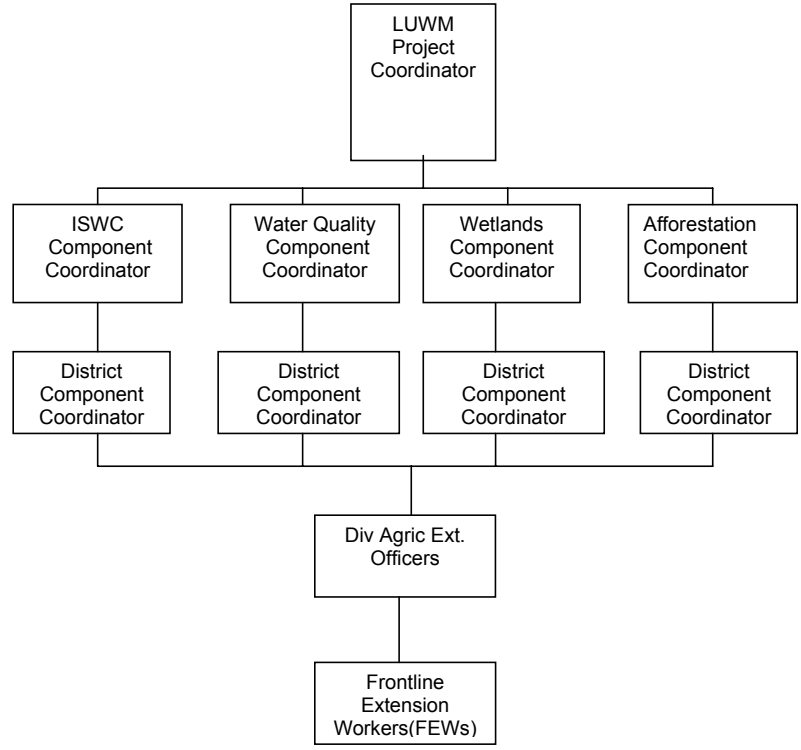 LUWM
Project
Coordinator
ISWC
Component
Coordinator
Water Quality
Component
Coordinator
Wetlands
Component
Coordinator
Afforestation
Component
Coordinator
District
Component
Coordinator
District
Component
Coordinator
District
Component
Coordinator
District
Component
Coordinator
Div Agric Ext.
Officers
Frontline
Extension
Workers(FEWs)